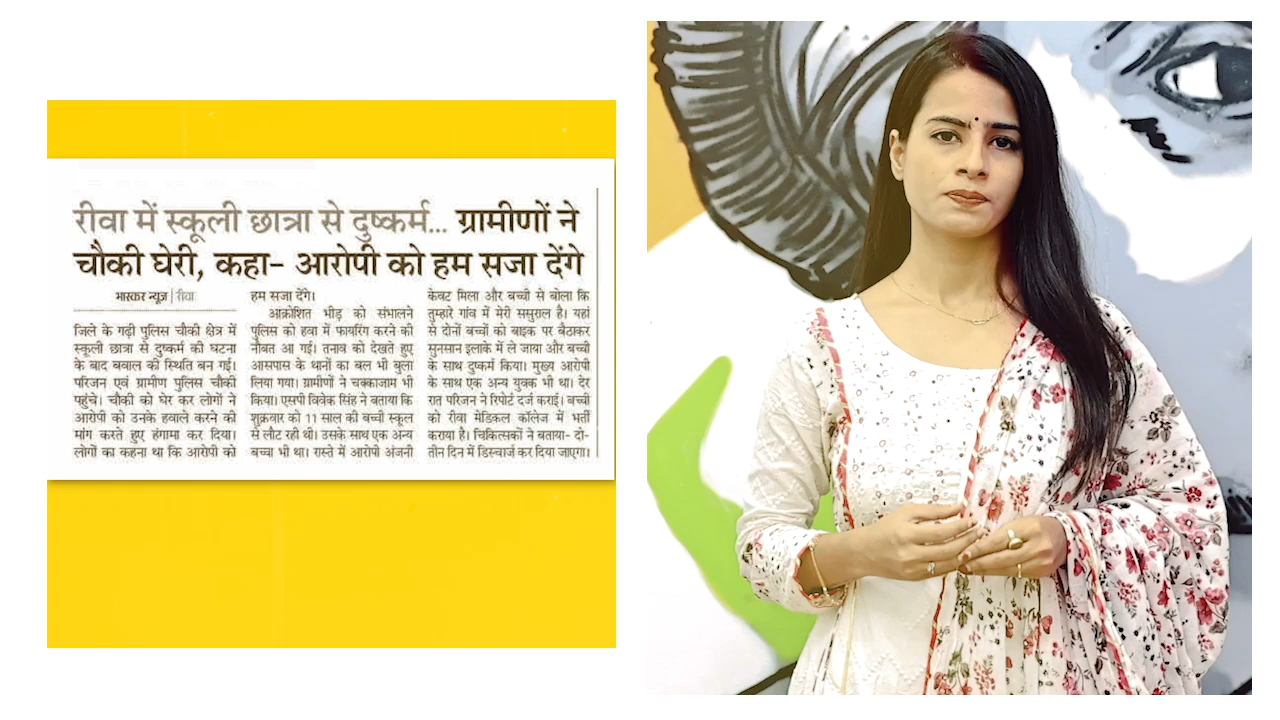 रीवा में स्कूली छात्रा से दुष्कर्म... ग्रामीणों ने
चौकी घेरी, कहा- आरोपी को हम सजा देंगे
भास्कर न्यूज | रीवा
जिले के गढ़ी पुलिस चौकी क्षेत्र में
स्कूली छात्रा से दुष्कर्म की घटना
के बाद बवाल की स्थिति बन गई।
परिजन एवं ग्रामीण पुलिस चौकी
पहुंचे। चौकी को घेर कर लोगों ने
आरोपी को उनके हवाले करने की
मांग करते हुए हंगामा कर दिया।
लोगों का कहना था कि आरोपी को
हम सजा देंगे।
आक्रोशित भीड़ को संभालने
पुलिस को हवा में फायरिंग करने की
नौबत आ गई। तनाव को देखते हुए
आसपास के थानों का बल भी बुला
लिया गया। ग्रामीणों ने चक्काजाम भी
किया। एसपी विवेक सिंह ने बताया कि
शुक्रवार को 11 साल की बच्ची स्कूल
से लौट रही थी। उसके साथ एक अन्य
बच्चा भी था। रास्ते में आरोपी अंजनी
केवट मिला और बच्ची से बोला कि
तुम्हारे गांव में मेरी ससुराल है। यहां
से दोनों बच्चों को बाइक पर बैठाकर
सुनसान इलाके में ले जाया और बच्ची
के साथ दुष्कर्म किया। मुख्य आरोपी
के साथ एक अन्य युवक भी था। देर
रात परिजन ने रिपोर्ट दर्ज कराई। बच्ची
को रीवा मेडिकल कॉलेज में भर्ती
कराया है। चिकित्सकों ने बताया- दो-
तीन दिन में डिस्चार्ज कर दिया जाएगा।